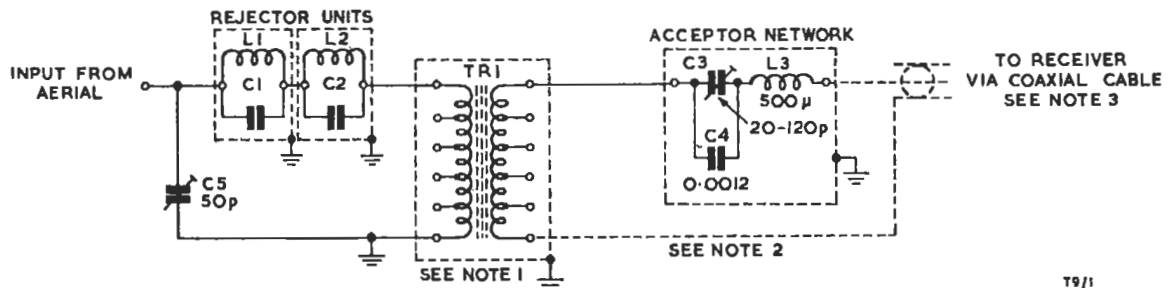 REJECTOR UNITS
L1
L2
C1
C2
INPUT FROM
AERIAL
C5
50p
TR1
SEE NOTE 1
ACCEPTOR NETWORK
C3
L3
500μ
20-120p
C4
0·0012
SEE NOTE 2
TO RECEIVER
VIA COAXIAL CABLE
SEE NOTE 3
T9/1